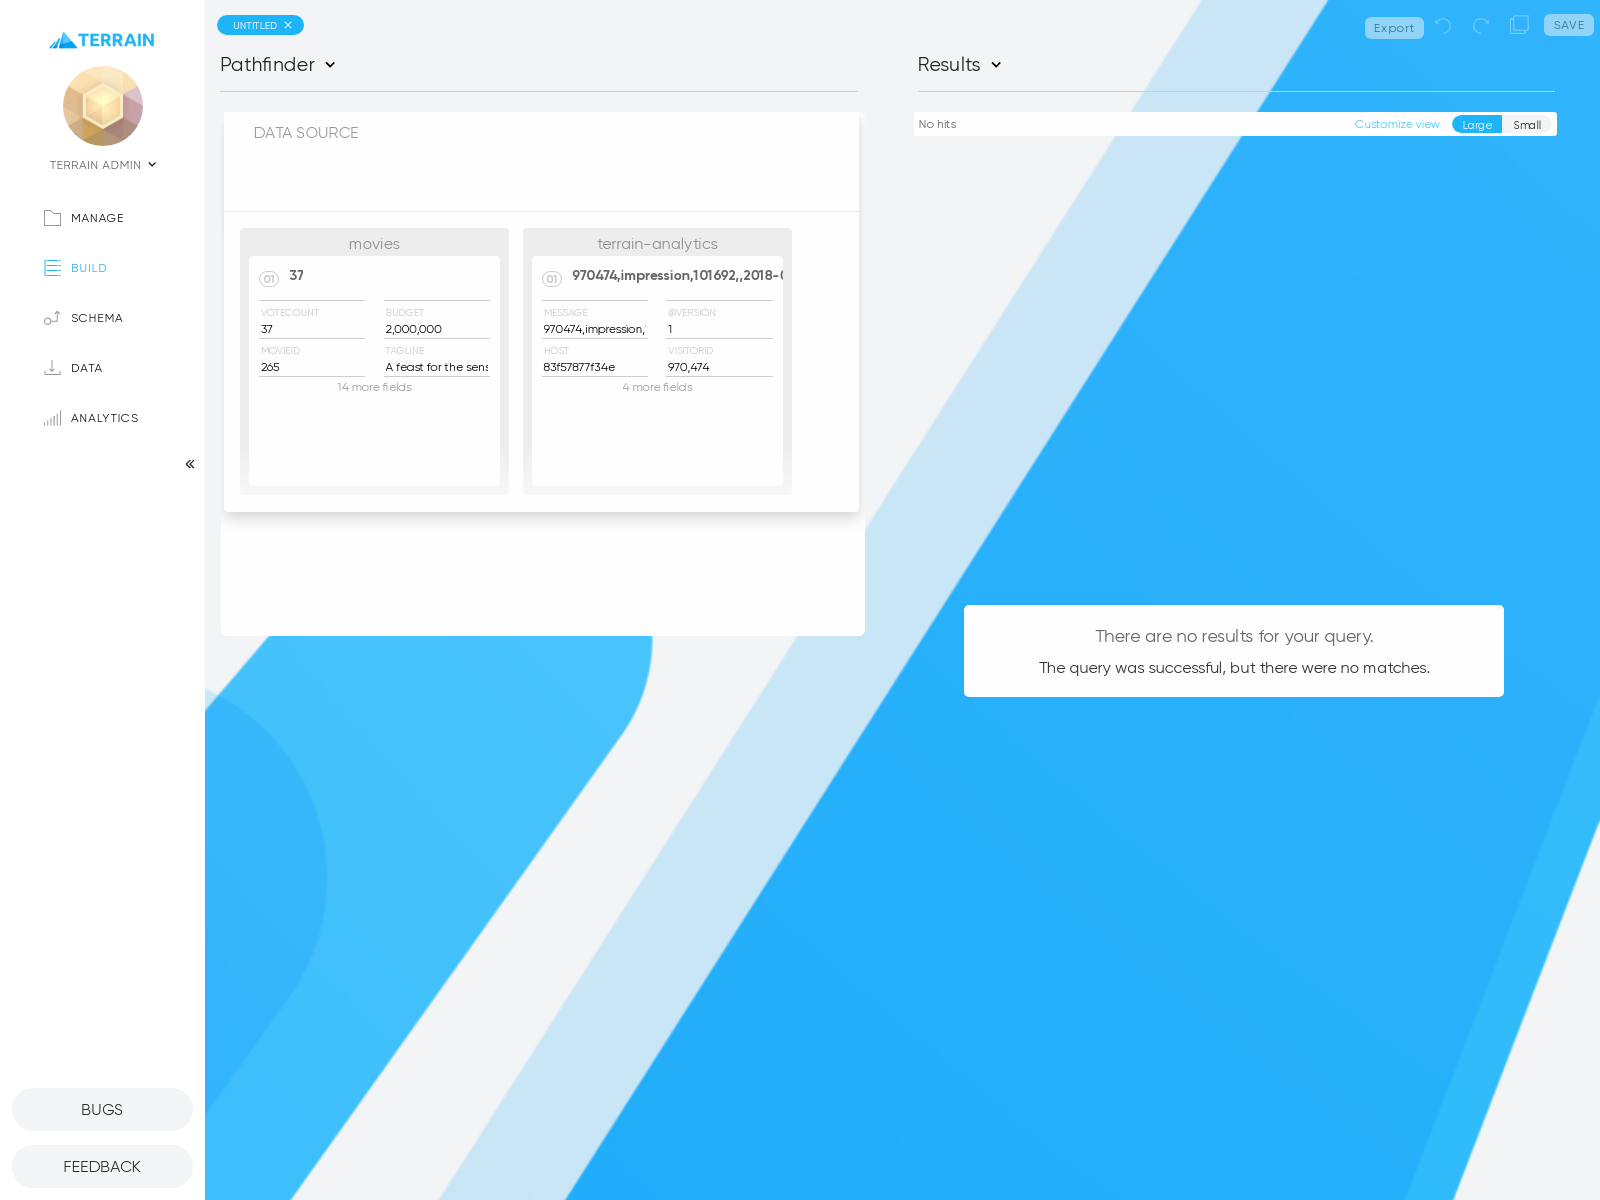 TERRAIN
TERRAIN ADMIN
MANAGE
BUILD
SCHEMA
DATA
ANALYTICS
BUGS
FEEDBACK
UNTITLED
Export
SAVE
Pathfinder
Results
DATA SOURCE
movies
01 37
VOTECOUNT BUDGET
37 2,000,000
MOVIEID TAGLINE
265 A feast for the sens
14 more fields
terrain-analytics
01 970474,impression,101692,,2018-0
MESSAGE @VERSION
970474,impression, 1
HOST VISITORID
83f57877f34e 970,474
4 more fields
No hits
Customize view
Large Small
There are no results for your query.
The query was successful, but there were no matches.